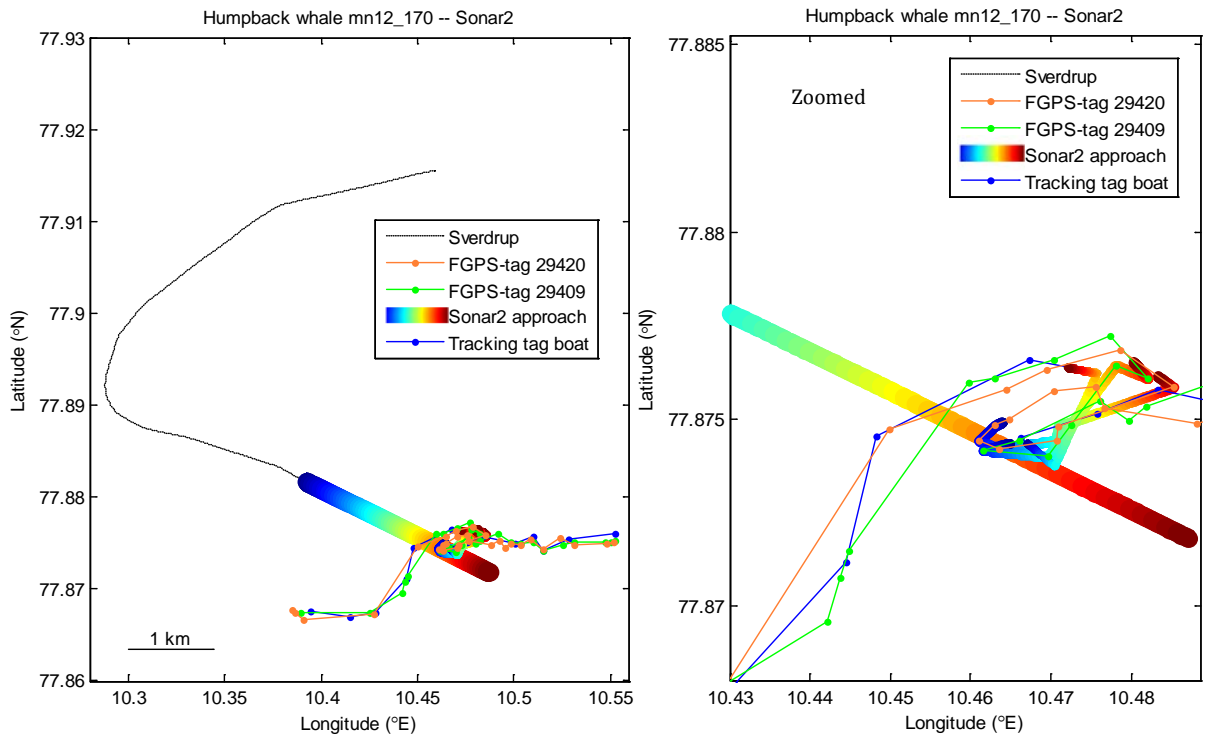 Humpback whale mn12_170 -- Sonar2
77.93
77.92
77.91
77.9
77.89
77.88
77.87
77.86
Latitude (°N)
Sverdrup
FGPS-tag 29420
FGPS-tag 29409
Sonar2 approach
Tracking tag boat
1 km
10.3
10.35
10.4
10.45
10.5
10.55
Longitude (°E)
Humpback whale mn12_170 -- Sonar2
77.885
77.88
77.875
77.87
Latitude (°N)
Zoomed
Sverdrup
FGPS-tag 29420
FGPS-tag 29409
Sonar2 approach
Tracking tag boat
10.43
10.44
10.45
10.46
10.47
10.48
Longitude (°E)